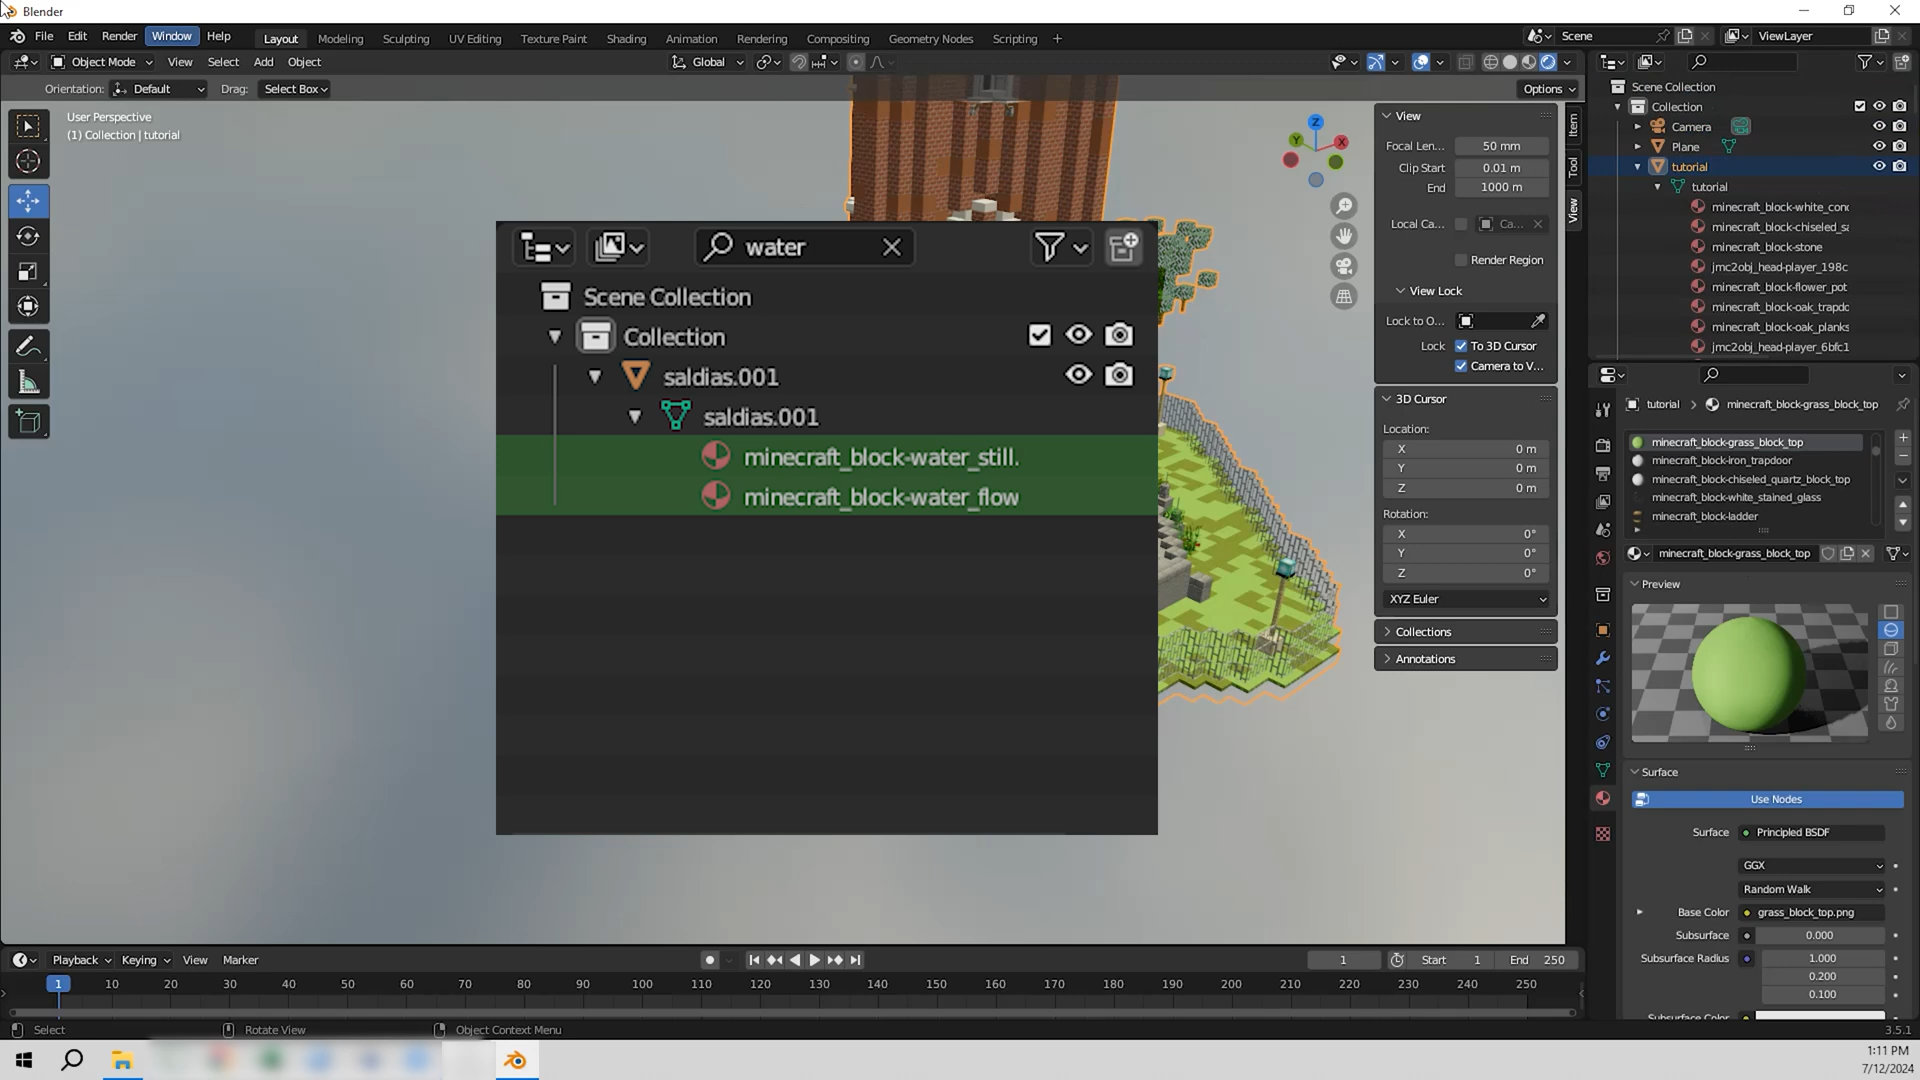 Blender
File Edit Render Window Help
Layout Modeling Sculpting UV Editing Texture Paint Shading Animation Rendering Compositing Geometry Nodes Scripting +
Scene
ViewLayer
Object Mode View Select Add Object
Global
Orientation: Default Drag: Select Box
Options
User Perspective
(1) Collection | tutorial
Z
Y
X
View
Focal Len... 50 mm
Clip Start 0.01 m
End 1000 m
Local Ca... Ca...
Render Region
View Lock
Lock to O...
Lock To 3D Cursor
Camera to V...
3D Cursor
Location:
X 0 m
Y 0 m
Z 0 m
Rotation:
X 0°
Y 0°
Z 0°
XYZ Euler
Collections
Annotations
Item
Tool
View
water
Scene Collection
Collection
saldias.001
saldias.001
minecraft_block-water_still.
minecraft_block-water_flow
Scene Collection
Collection
Camera
Plane
tutorial
tutorial
minecraft_block-white_conc
minecraft_block-chiseled_sa
minecraft_block-stone
jmc2obj_head-player_198c
minecraft_block-flower_pot
minecraft_block-oak_trapdo
minecraft_block-oak_planks
jmc2obj_head-player_6bfc1
tutorial minecraft_block-grass_block_top
minecraft_block-grass_block_top
minecraft_block-iron_trapdoor
minecraft_block-chiseled_quartz_block_top
minecraft_block-white_stained_glass
minecraft_block-ladder
minecraft_block-grass_block_top
Preview
Surface
Use Nodes
Surface Principled BSDF
GGX
Random Walk
Base Color grass_block_top.png
Subsurface 0.000
Subsurface Radius 1.000
0.200
0.100
Subsurface Color
Playback Keying View Marker
1 Start 1 End 250
1 10 20 30 40 50 60 70 80 90 100 110 120 130 140 150 160 170 180 190 200 210 220 230 240 250
Select Rotate View Object Context Menu
3.5.1
1:11 PM
7/12/2024